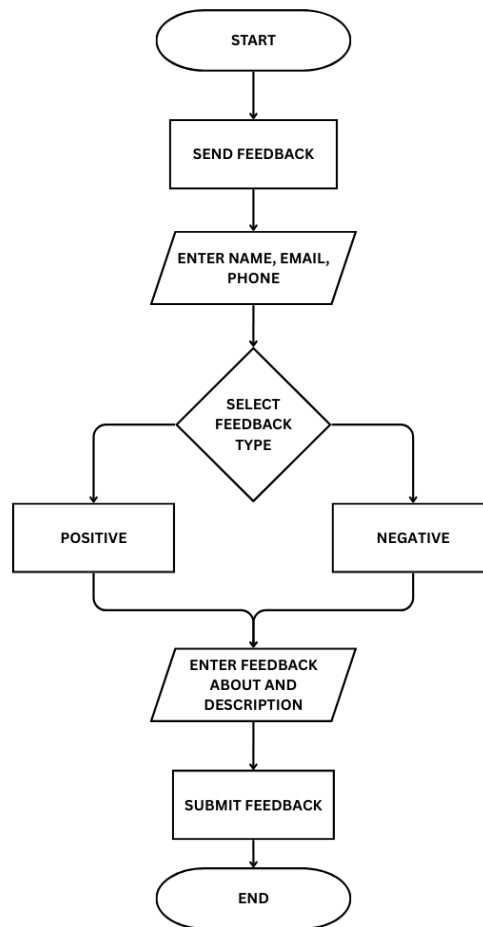 START
SEND FEEDBACK
ENTER NAME, EMAIL,
PHONE
SELECT
FEEDBACK
TYPE
POSITIVE
NEGATIVE
ENTER FEEDBACK
ABOUT AND
DESCRIPTION
SUBMIT FEEDBACK
END